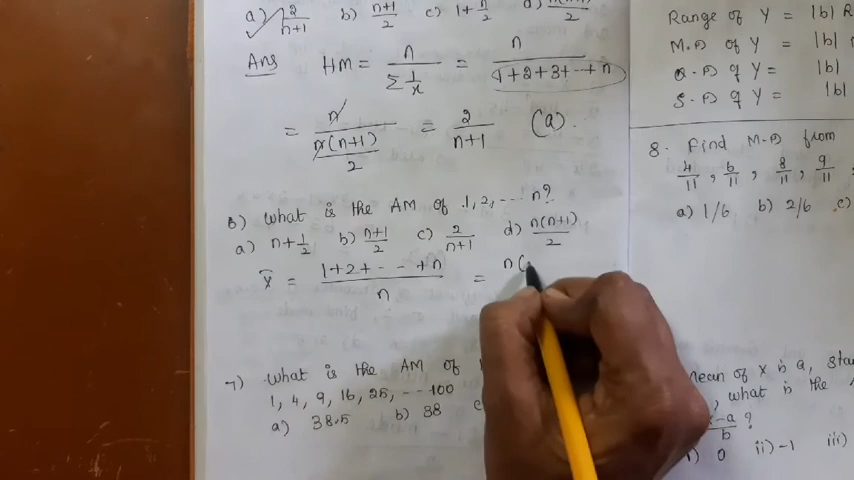 a) 2/(n+1) b) (n+1)/2 c) 1+n/2 d)
Ans HM = n/(Σ 1/x) = n/(1+2+3+--+n)
= n/(n(n+1)/2) = 2/(n+1) (a).
6) What is the AM of 1, 2, ---- n?
a) n+1/2 b) (n+1)/2 c) 2/(n+1) d) n(n+1)/2
x̄ = (1+2+-- -- +n)/n = n(
7) What is the AM of
1, 4, 9, 16, 25, -- -- 100
a) 38.5 b) 38 c
Range of Y = |b| R
M.D of Y = |b|
Q.D of Y = |b|
S.D of Y = |b|
8. Find M.D from
4/11, 6/11, 8/11, 9/11,
a) 1/6 b) 2/6 c)
mean of x is a, stan
, what is the
x-a/b ?
i) 0 ii) -1 iii)